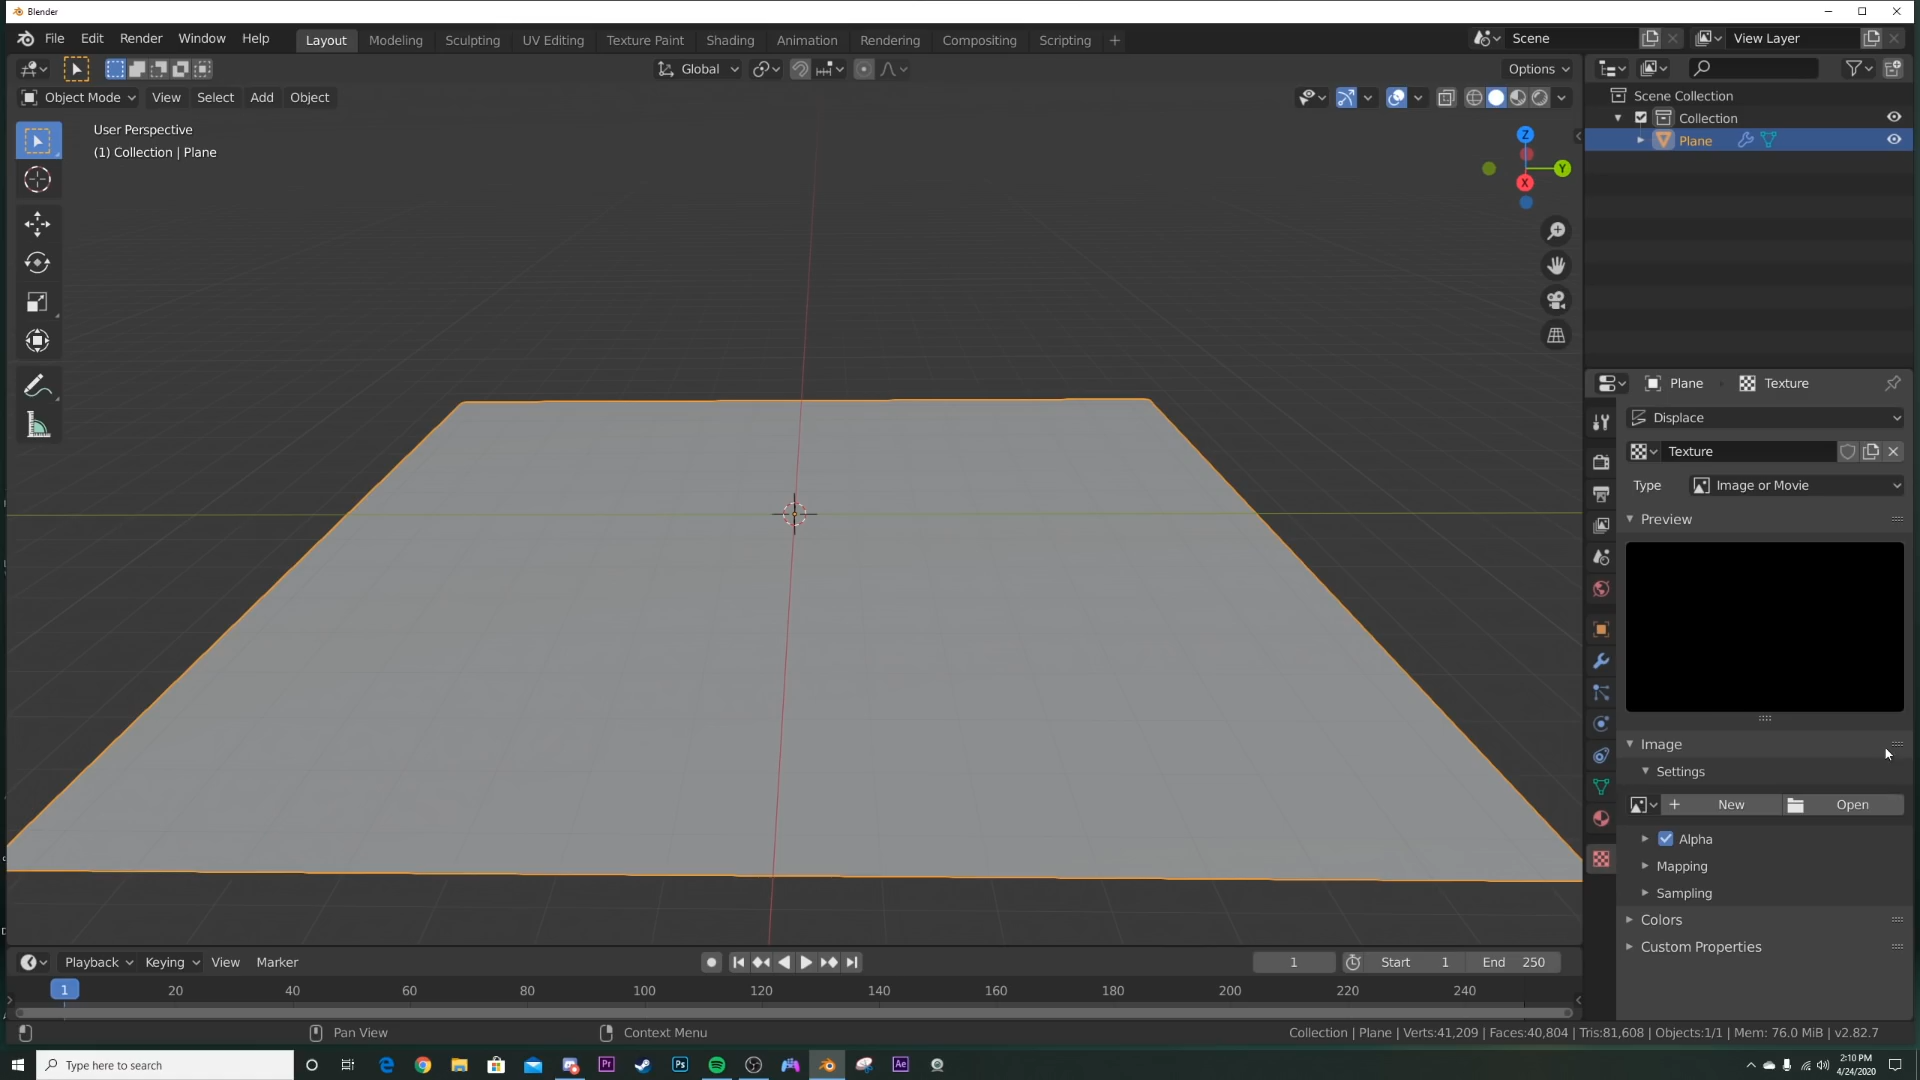 Blender
File Edit Render Window Help Layout Modeling Sculpting UV Editing Texture Paint Shading Animation Rendering Compositing Scripting + Scene View Layer
Global Options
Object Mode View Select Add Object
User Perspective
(1) Collection | Plane
Z
Y
X
Scene Collection
Collection
Plane
Plane Texture
Displace
Texture
Type Image or Movie
Preview
Image
Settings
+ New Open
Alpha
Mapping
Sampling
Colors
Custom Properties
Playback Keying View Marker 1 Start 1 End 250
1 20 40 60 80 100 120 140 160 180 200 220 240
Pan View Context Menu Collection | Plane | Verts:41,209 | Faces:40,804 | Tris:81,608 | Objects:1/1 | Mem: 76.0 MiB | v2.82.7
Type here to search Pr Ps Ae 2:10 PM
4/24/2020